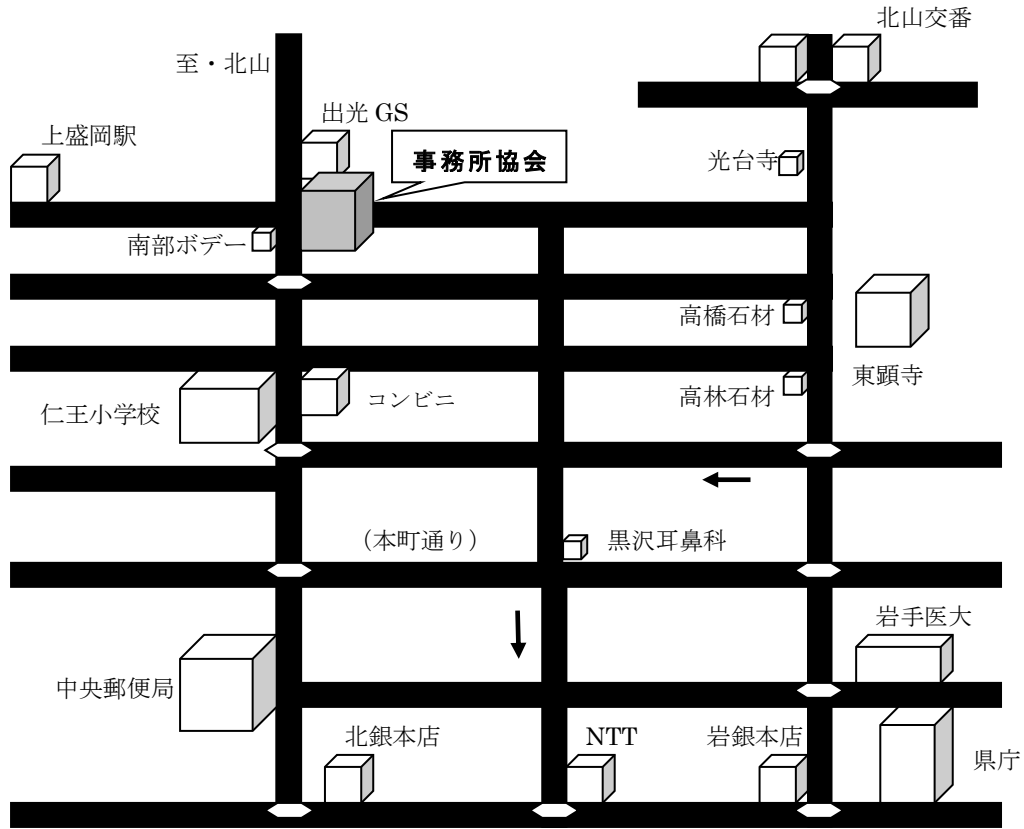 北山交番
至・北山
出光 GS
上盛岡駅
事務所協会
光台寺
南部ボデー
高橋石材
東顕寺
仁王小学校
コンビニ
高林石材
（本町通り）
黒沢耳鼻科
岩手医大
中央郵便局
北銀本店
NTT
岩銀本店
県庁